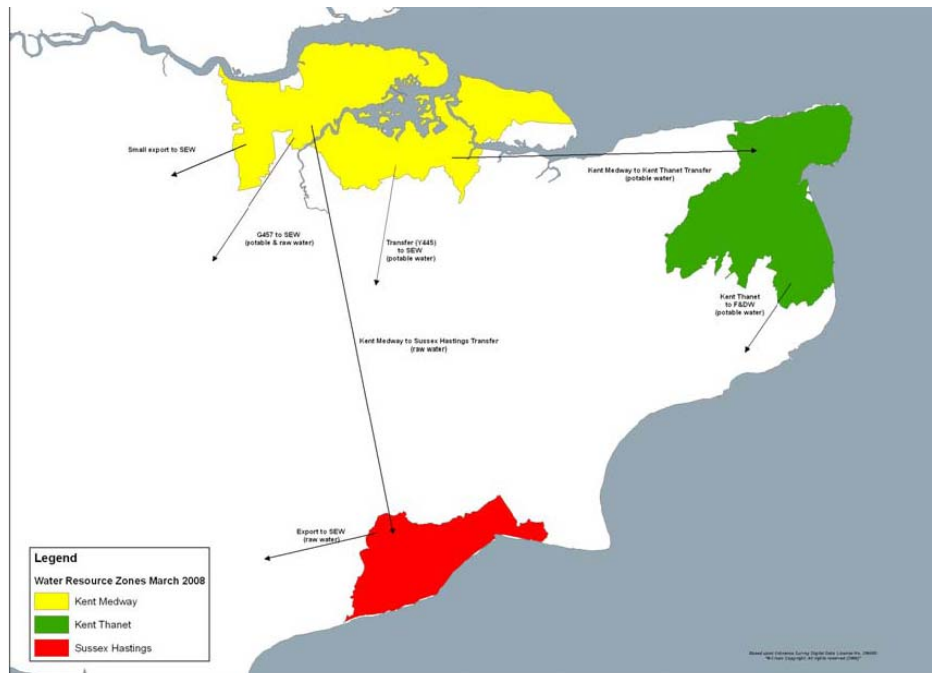 Small export to SEW
G457 to SEW
(potable & raw water)
Transfer (Y445)
to SEW
(potable water)
Kent Medway to Kent Thanet Transfer
(potable water)
Kent Thanet
to F&DW
(potable water)
Kent Medway to Sussex Hastings Transfer
(raw water)
Export to SEW
(raw water)
Legend
Water Resource Zones March 2008
Kent Medway
Kent Thanet
Sussex Hastings